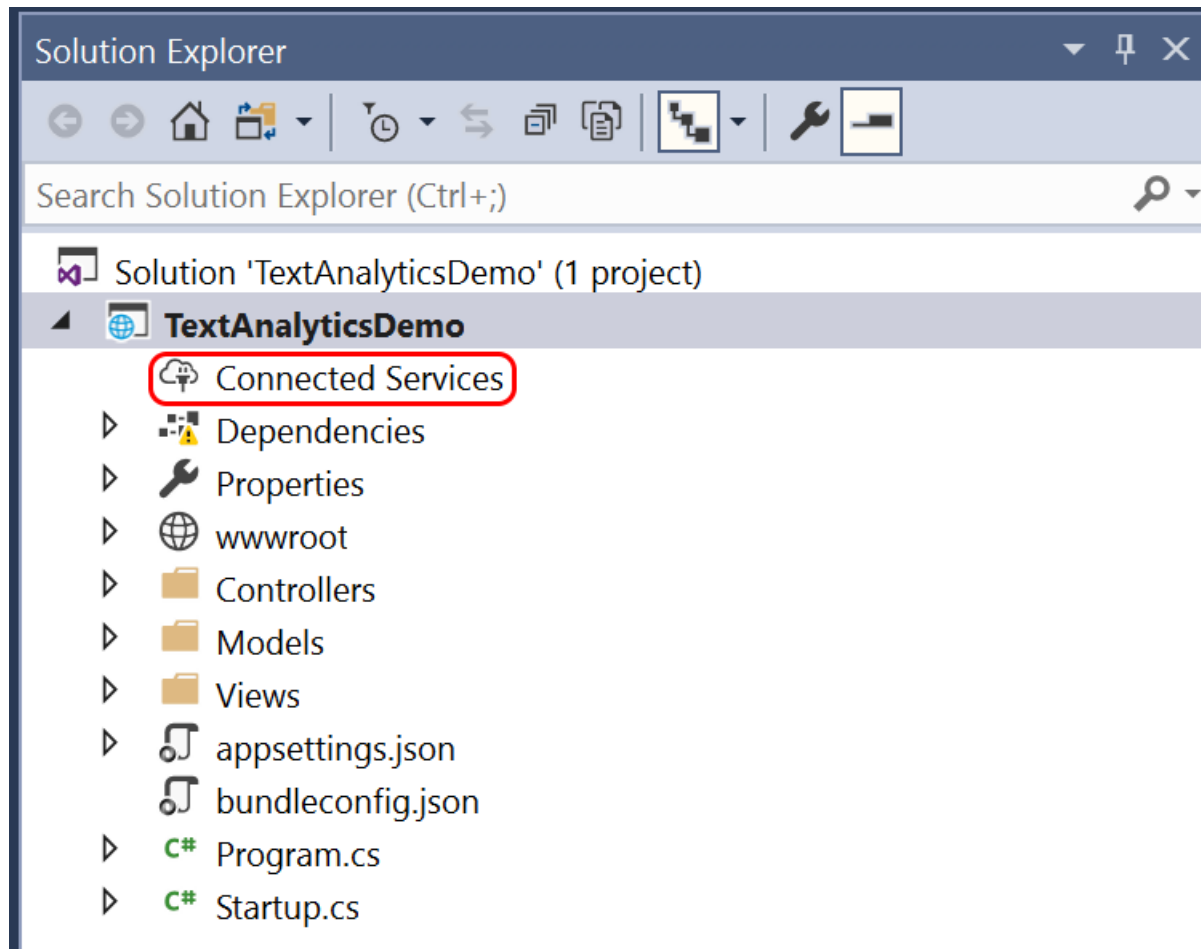 Solution Explorer
Search Solution Explorer (Ctrl+;)
Solution 'TextAnalyticsDemo' (1 project)
TextAnalyticsDemo
Connected Services
Dependencies
Properties
wwwroot
Controllers
Models
Views
appsettings.json
bundleconfig.json
C# Program.cs
C# Startup.cs